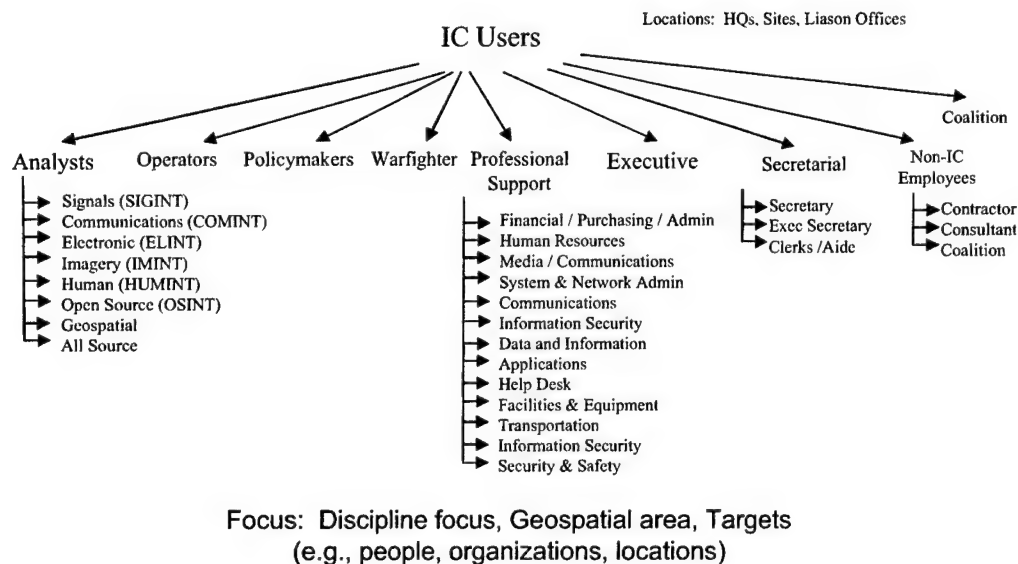 Locations: HQs, Sites, Liason Offices
IC Users
Coalition
Analysts
Operators
Policymakers
Warfighter
Professional
Support
Executive
Secretarial
Non-IC
Employees
Signals (SIGINT)
Communications (COMINT)
Electronic (ELINT)
Imagery (IMINT)
Human (HUMINT)
Open Source (OSINT)
Geospatial
All Source
Financial / Purchasing / Admin
Human Resources
Media / Communications
System & Network Admin
Communications
Information Security
Data and Information
Applications
Help Desk
Facilities & Equipment
Transportation
Information Security
Security & Safety
Secretary
Exec Secretary
Clerks /Aide
Contractor
Consultant
Coalition
Focus: Discipline focus, Geospatial area, Targets
(e.g., people, organizations, locations)